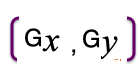 (Gx , Gy)